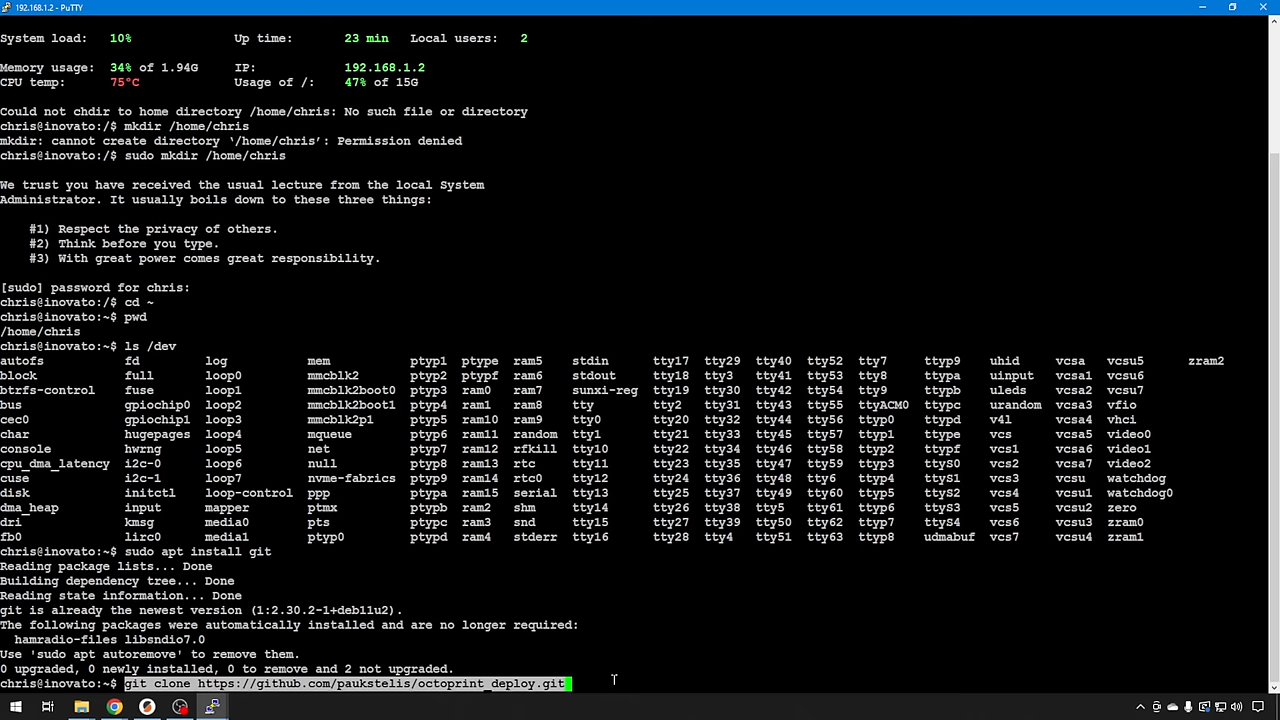 192.168.1.2 - PuTTY
System load: 10% Up time: 23 min Local users: 2
Memory usage: 34% of 1.94G IP: 192.168.1.2
CPU temp: 75°C Usage of /: 47% of 15G
Could not chdir to home directory /home/chris: No such file or directory
chris@inovato:/$ mkdir /home/chris
mkdir: cannot create directory ‘/home/chris’: Permission denied
chris@inovato:/$ sudo mkdir /home/chris
We trust you have received the usual lecture from the local System
Administrator. It usually boils down to these three things:
#1) Respect the privacy of others.
#2) Think before you type.
#3) With great power comes great responsibility.
[sudo] password for chris:
chris@inovato:/$ cd ~
chris@inovato:~$ pwd
/home/chris
chris@inovato:~$ ls /dev
autofs fd log mem ptyp1 ptype ram5 stdin tty17 tty29 tty40 tty52 tty7 ttyp9 uhid vcsa vcsu5 zram2
block full loop0 mmcblk2 ptyp2 ptypf ram6 stdout tty18 tty3 tty41 tty53 tty8 ttypa uinput vcsa1 vcsu6
btrfs-control fuse loop1 mmcblk2boot0 ptyp3 ram0 ram7 sunxi-reg tty19 tty30 tty42 tty54 tty9 ttypb uleds vcsa2 vcsu7
bus gpiochip0 loop2 mmcblk2boot1 ptyp4 ram1 ram8 tty tty2 tty31 tty43 tty55 ttyACM0 ttypc urandom vcsa3 vfio
cec0 gpiochip1 loop3 mmcblk2p1 ptyp5 ram10 ram9 tty0 tty20 tty32 tty44 tty56 ttyp0 ttypd v4l vcsa4 vhci
char hugepages loop4 mqueue ptyp6 ram11 random tty1 tty21 tty33 tty45 tty57 ttyp1 ttype vcs vcsa5 video0
console hwrng loop5 net ptyp7 ram12 rfkill tty10 tty22 tty34 tty46 tty58 ttyp2 ttypf vcs1 vcsa6 video1
cpu_dma_latency i2c-0 loop6 null ptyp8 ram13 rtc tty11 tty23 tty35 tty47 tty59 ttyp3 ttyS0 vcs2 vcsa7 video2
cuse i2c-1 loop7 nvme-fabrics ptyp9 ram14 rtc0 tty12 tty24 tty36 tty48 tty6 ttyp4 ttyS1 vcs3 vcsu watchdog
disk initctl loop-control ppp ptypa ram15 serial tty13 tty25 tty37 tty49 tty60 ttyp5 ttyS2 vcs4 vcsu1 watchdog0
dma_heap input mapper ptmx ptypb ram2 shm tty14 tty26 tty38 tty5 tty61 ttyp6 ttyS3 vcs5 vcsu2 zero
dri kmsg media0 pts ptypc ram3 snd tty15 tty27 tty39 tty50 tty62 ttyp7 ttyS4 vcs6 vcsu3 zram0
fb0 lirc0 media1 ptyp0 ptypd ram4 stderr tty16 tty28 tty4 tty51 tty63 ttyp8 udmabuf vcs7 vcsu4 zram1
chris@inovato:~$ sudo apt install git
Reading package lists... Done
Building dependency tree... Done
Reading state information... Done
git is already the newest version (1:2.30.2-1+deb11u2).
The following packages were automatically installed and are no longer required:
hamradio-files libsndio7.0
Use 'sudo apt autoremove' to remove them.
0 upgraded, 0 newly installed, 0 to remove and 2 not upgraded.
chris@inovato:~$ git clone https://github.com/paukstelis/octoprint_deploy.git